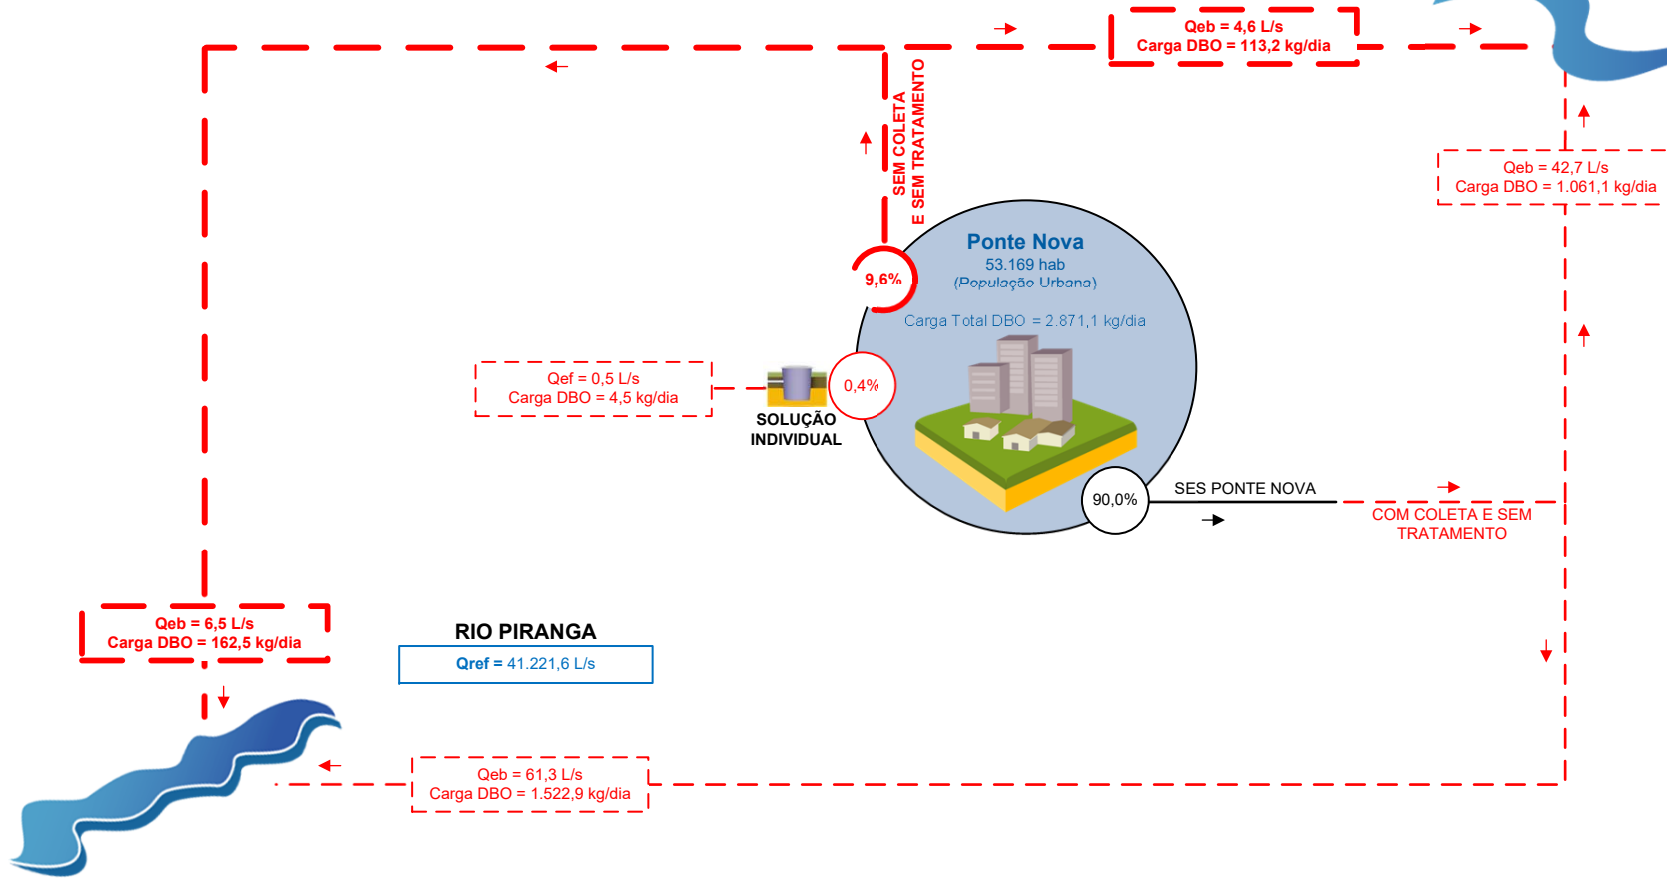 Qeb = 4,6 L/s
Carga DBO = 113,2 kg/dia
SEM COLETA
E SEM TRATAMENTO
Qeb = 42,7 L/s
Carga DBO = 1.061,1 kg/dia
Ponte Nova
53.169 hab
(População Urbana)
Carga Total DBO = 2.871,1 kg/dia
9,6%
0,4%
Qef = 0,5 L/s
Carga DBO = 4,5 kg/dia
SOLUÇÃO
INDIVIDUAL
90,0%
SES PONTE NOVA
COM COLETA E SEM
TRATAMENTO
Qeb = 6,5 L/s
Carga DBO = 162,5 kg/dia
RIO PIRANGA
Qref = 41.221,6 L/s
Qeb = 61,3 L/s
Carga DBO = 1.522,9 kg/dia